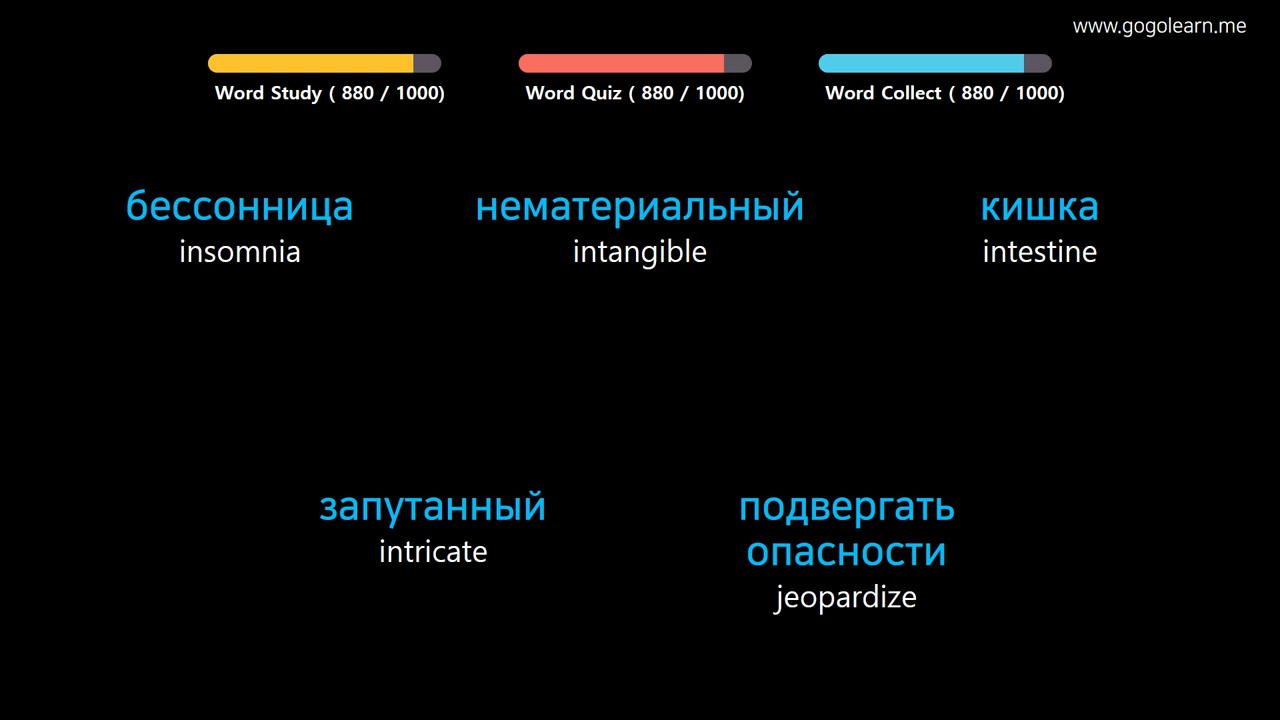 www.gogolearn.me
Word Study ( 880 / 1000)
Word Quiz ( 880 / 1000)
Word Collect ( 880 / 1000)
бессонница
insomnia
нематериальный
intangible
кишка
intestine
запутанный
intricate
подвергать
опасности
jeopardize